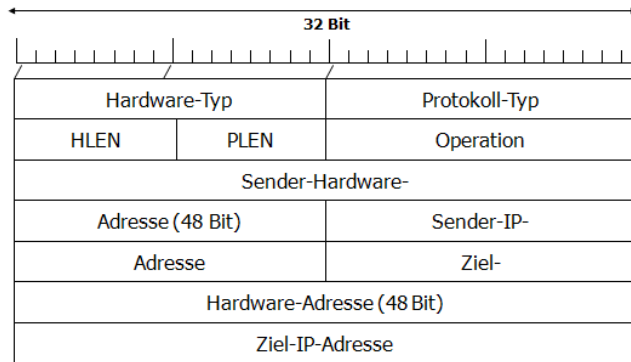 32 Bit
Hardware-Typ Protokoll-Typ
HLEN PLEN Operation
Sender-Hardware-
Adresse (48 Bit) Sender-IP-
Adresse Ziel-
Hardware-Adresse (48 Bit)
Ziel-IP-Adresse